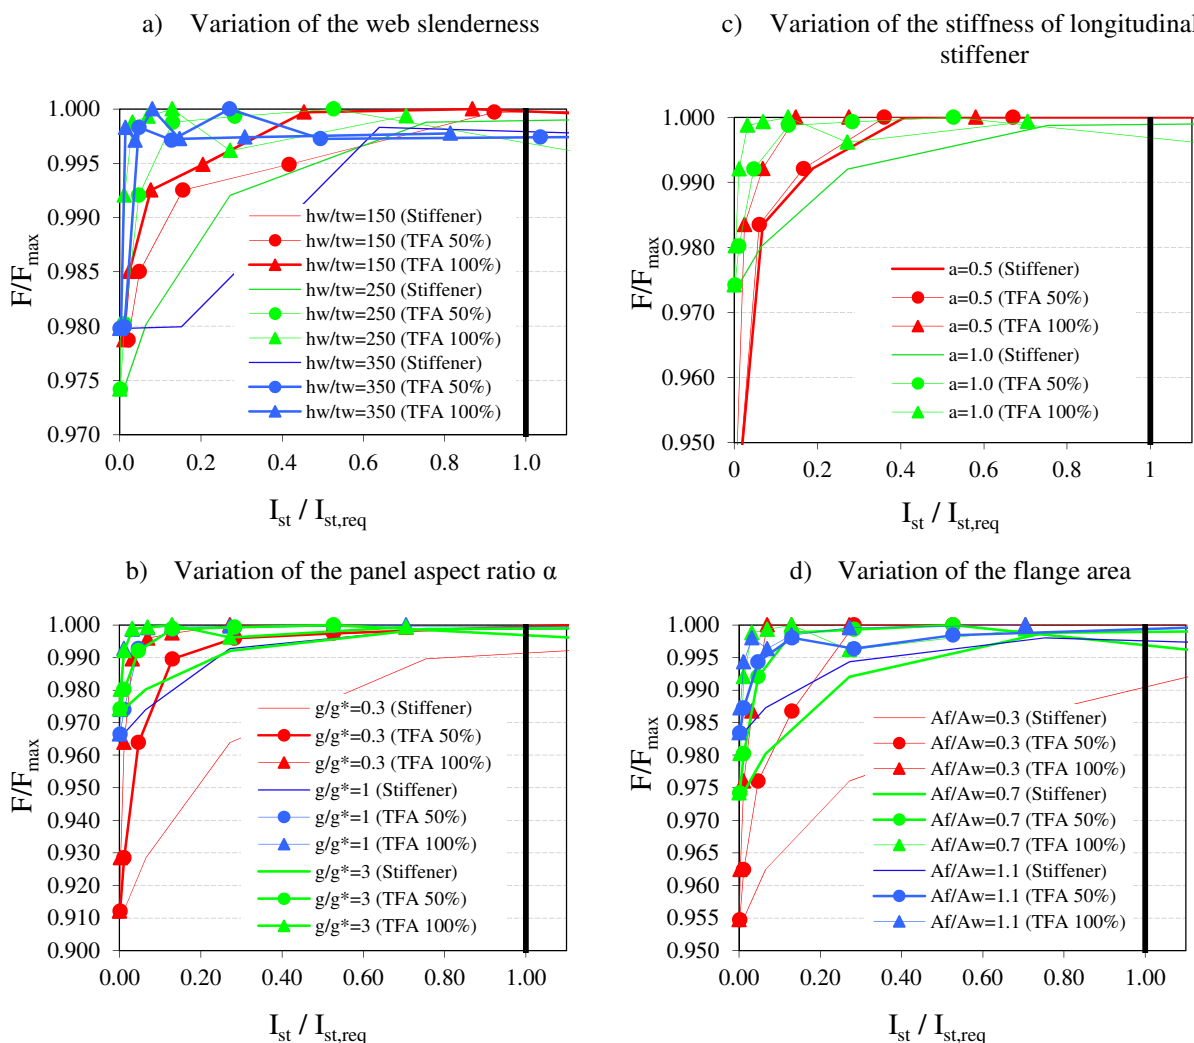 a) Variation of the web slenderness
1.000
0.995
0.990
0.985
0.980
0.975
0.970
F/Fmax
hw/tw=150 (Stiffener)
hw/tw=150 (TFA 50%)
hw/tw=150 (TFA 100%)
hw/tw=250 (Stiffener)
hw/tw=250 (TFA 50%)
hw/tw=250 (TFA 100%)
hw/tw=350 (Stiffener)
hw/tw=350 (TFA 50%)
hw/tw=350 (TFA 100%)
0.0 0.2 0.4 0.6 0.8 1.0
Ist / Ist,req
c) Variation of the stiffness of longitudinal
stiffener
1.000
0.990
0.980
0.970
0.960
0.950
F/Fmax
a=0.5 (Stiffener)
a=0.5 (TFA 50%)
a=0.5 (TFA 100%)
a=1.0 (Stiffener)
a=1.0 (TFA 50%)
a=1.0 (TFA 100%)
0 0.2 0.4 0.6 0.8 1
Ist / Ist,req
b) Variation of the panel aspect ratio α
1.000
0.990
0.980
0.970
0.960
0.950
0.940
0.930
0.920
0.910
0.900
F/Fmax
g/g*=0.3 (Stiffener)
g/g*=0.3 (TFA 50%)
g/g*=0.3 (TFA 100%)
g/g*=1 (Stiffener)
g/g*=1 (TFA 50%)
g/g*=1 (TFA 100%)
g/g*=3 (Stiffener)
g/g*=3 (TFA 50%)
g/g*=3 (TFA 100%)
0.00 0.20 0.40 0.60 0.80 1.00
Ist / Ist,req
d) Variation of the flange area
1.000
0.995
0.990
0.985
0.980
0.975
0.970
0.965
0.960
0.955
0.950
F/Fmax
Af/Aw=0.3 (Stiffener)
Af/Aw=0.3 (TFA 50%)
Af/Aw=0.3 (TFA 100%)
Af/Aw=0.7 (Stiffener)
Af/Aw=0.7 (TFA 50%)
Af/Aw=0.7 (TFA 100%)
Af/Aw=1.1 (Stiffener)
Af/Aw=1.1 (TFA 50%)
Af/Aw=1.1 (TFA 100%)
0.00 0.20 0.40 0.60 0.80 1.00
Ist / Ist,req